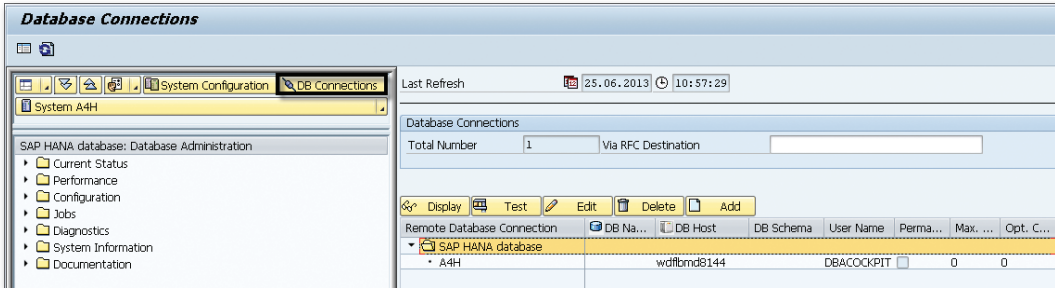 Database Connections
System Configuration DB Connections
System A4H
SAP HANA database: Database Administration
Current Status
Performance
Configuration
Jobs
Diagnostics
System Information
Documentation
Last Refresh 25.06.2013 10:57:29
Database Connections
Total Number 1 Via RFC Destination
Display Test Edit Delete Add
Remote Database Connection DB Na... DB Host DB Schema User Name Perma... Max. ... Opt. C...
SAP HANA database
A4H wdflbmd8144 DBACOCKPIT 0 0